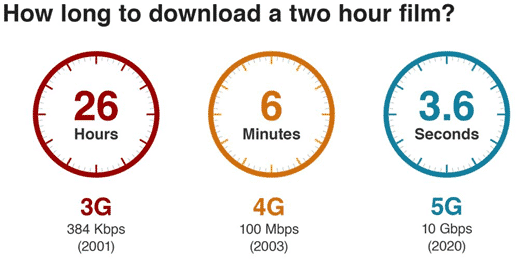 How long to download a two hour film?
26
Hours
6
Minutes
3.6
Seconds
3G
384 Kbps
(2001)
4G
100 Mbps
(2003)
5G
10 Gbps
(2020)